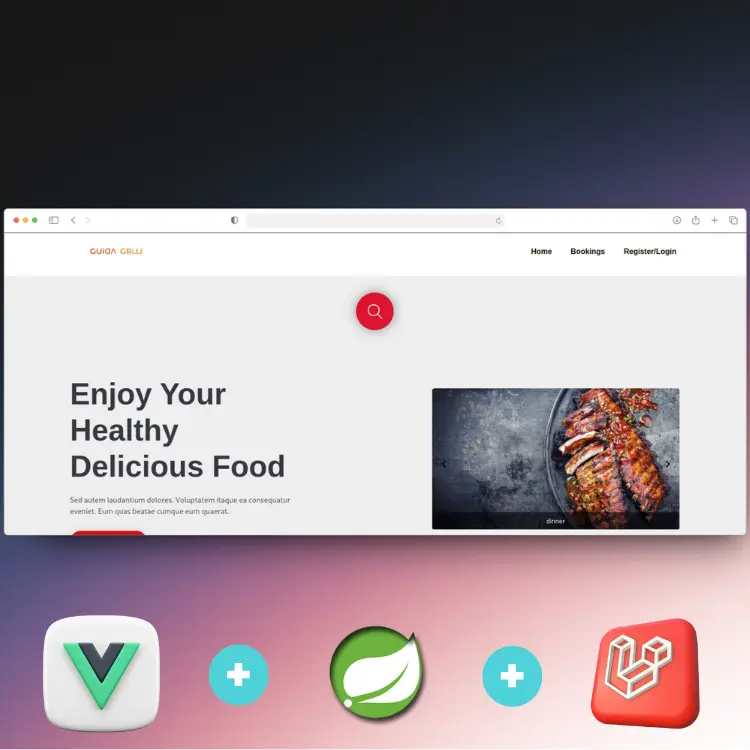 GUIDA GRILL
Home
Bookings
Register/Login
Enjoy Your
Healthy
Delicious Food
Sed autem laudantium dolores. Voluptatem itaque ea consequatur
eveniet. Eum quas beatae cumque eum quaerat.
dinner